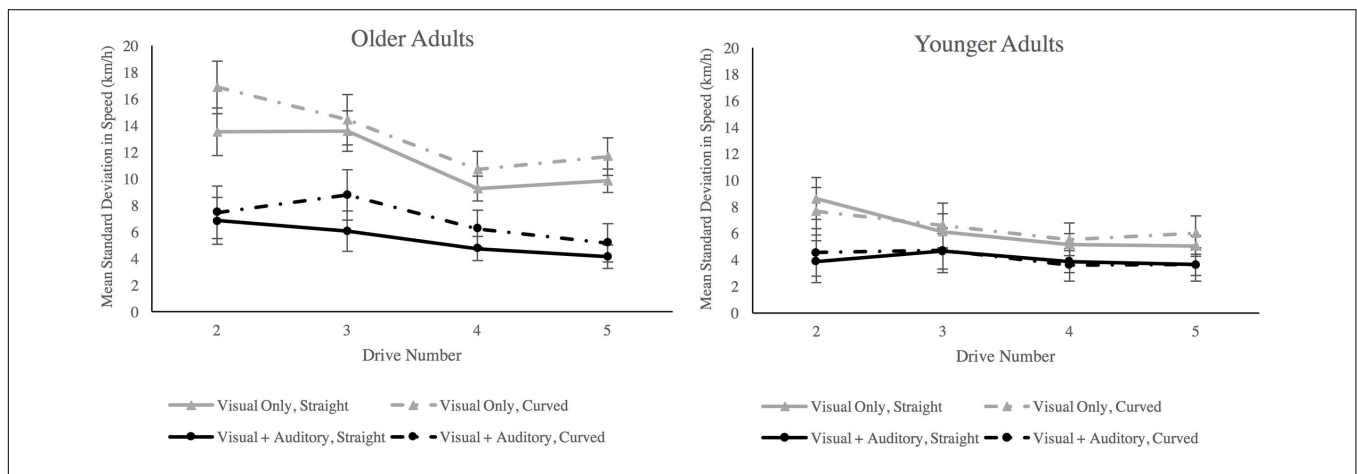 Older Adults
Mean Standard Deviation in Speed (km/h)
20
18
16
14
12
10
8
6
4
2
0
2 3 4 5
Drive Number
Visual Only, Straight Visual Only, Curved
Visual + Auditory, Straight Visual + Auditory, Curved
Younger Adults
Mean Standard Deviation in Speed (km/h)
20
18
16
14
12
10
8
6
4
2
0
2 3 4 5
Drive Number
Visual Only, Straight Visual Only, Curved
Visual + Auditory, Straight Visual + Auditory, Curved